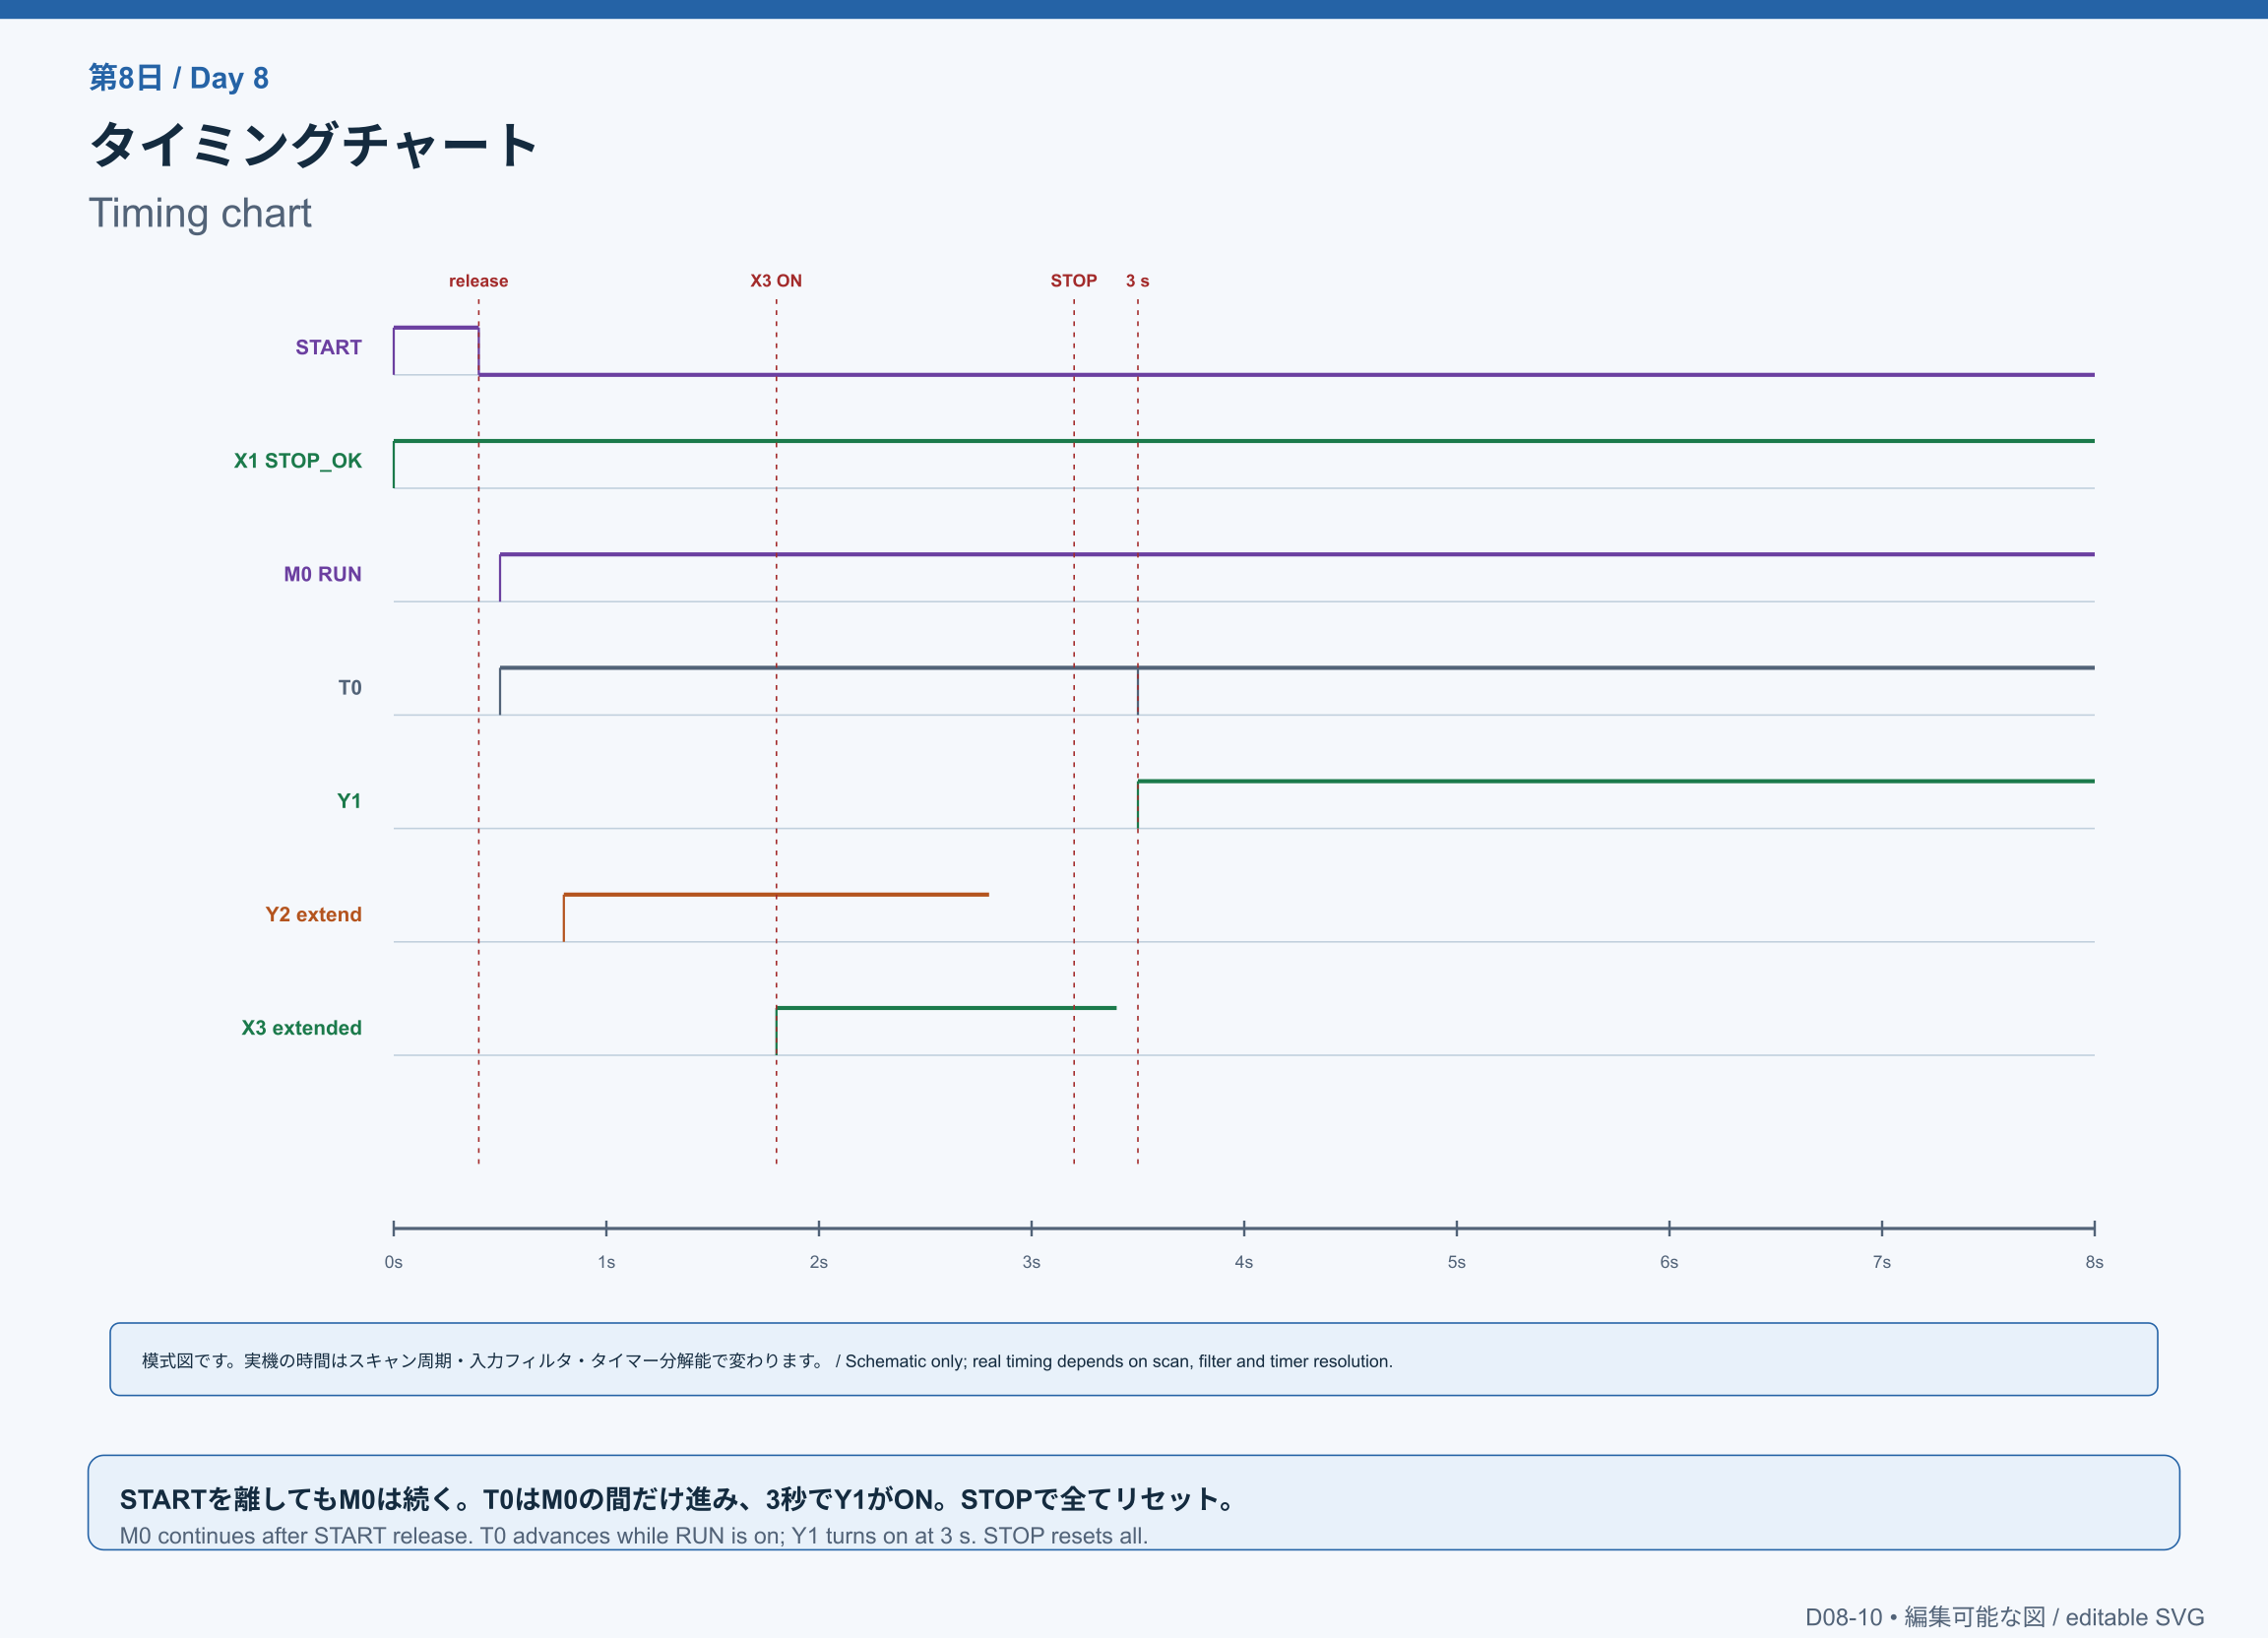 第8日 / Day 8
タイミングチャート
Timing chart
release
X3 ON
STOP
3 s
START
X1 STOP_OK
M0 RUN
T0
Y1
Y2 extend
X3 extended
0s
1s
2s
3s
4s
5s
6s
7s
8s
模式図です。実機の時間はスキャン周期・入力フィルタ・タイマー分解能で変わります。 / Schematic only; real timing depends on scan, filter and timer resolution.
STARTを離してもM0は続く。T0はM0の間だけ進み、3秒でY1がON。STOPで全てリセット。
M0 continues after START release. T0 advances while RUN is on; Y1 turns on at 3 s. STOP resets all.
D08-10 • 編集可能な図 / editable SVG